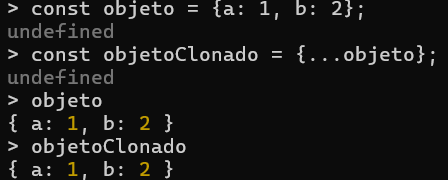 > const objeto = {a: 1, b: 2};
undefined
> const objetoClonado = {...objeto};
undefined
> objeto
{ a: 1, b: 2 }
> objetoClonado
{ a: 1, b: 2 }